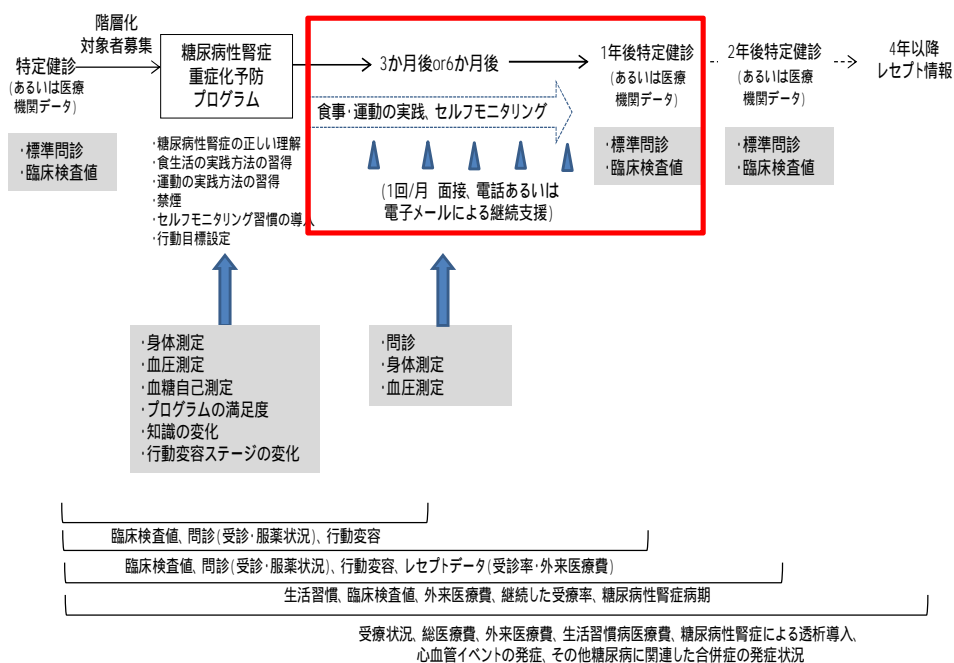 階層化
対象者募集
特定健診
(あるいは医療
機関データ)
糖尿病性腎症
重症化予防
プログラム
3か月後or6か月後
1年後特定健診
(あるいは医療
機関データ)
2年後特定健診
(あるいは医療
機関データ)
4年以降
レセプト情報
食事・運動の実践、セルフモニタリング
・標準問診
・臨床検査値
・糖尿病性腎症の正しい理解
・食生活の実践方法の習得
・運動の実践方法の習得
・禁煙
・セルフモニタリング習慣の導入
・行動目標設定
(1回/月 面接、電話あるいは
電子メールによる継続支援)
・標準問診
・臨床検査値
・標準問診
・臨床検査値
・身体測定
・血圧測定
・血糖自己測定
・プログラムの満足度
・知識の変化
・行動変容ステージの変化
・問診
・身体測定
・血圧測定
臨床検査値、問診(受診・服薬状況)、行動変容
臨床検査値、問診(受診・服薬状況)、行動変容、レセプトデータ(受診率・外来医療費)
生活習慣、臨床検査値、外来医療費、継続した受療率、糖尿病性腎症病期
受療状況、総医療費、外来医療費、生活習慣病医療費、糖尿病性腎症による透析導入、
心血管イベントの発症、その他糖尿病に関連した合併症の発症状況